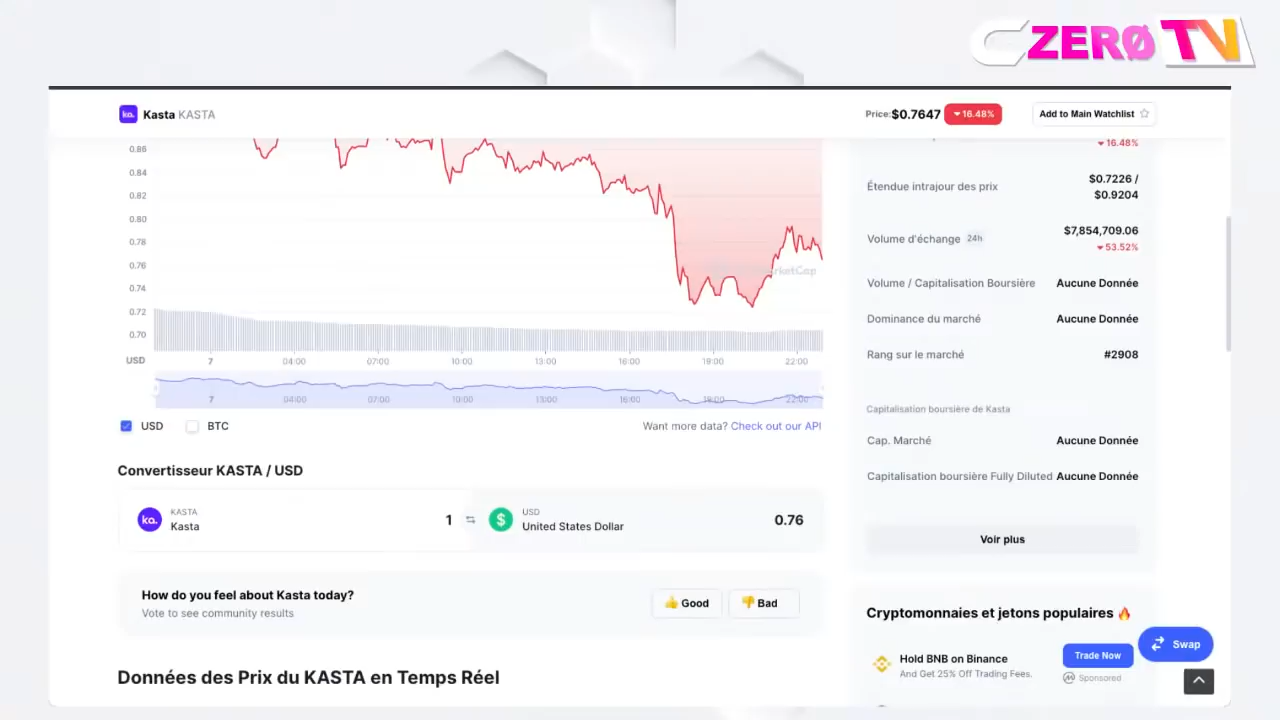 CZERØ TV
ko. Kasta KASTA
Price:$0.7647 16.48%
Add to Main Watchlist
0.86
0.84
0.82
0.80
0.78
0.76
0.74
0.72
0.70
USD
7 04:00 07:00 10:00 13:00 16:00 19:00 22:00
7 04:00 07:00 10:00 13:00 16:00 19:00 22:00
USD BTC
Want more data? Check out our API
Convertisseur KASTA / USD
ko. KASTA
Kasta
1
$ USD
United States Dollar
0.76
How do you feel about Kasta today?
Vote to see community results
Good Bad
Données des Prix du KASTA en Temps Réel
16.48%
Étendue intrajour des prix
$0.7226 /
$0.9204
Volume d'échange 24h
$7,854,709.06
53.52%
Volume / Capitalisation Boursière Aucune Donnée
Dominance du marché Aucune Donnée
Rang sur le marché #2908
Capitalisation boursière de Kasta
Cap. Marché Aucune Donnée
Capitalisation boursière Fully Diluted Aucune Donnée
Voir plus
Cryptomonnaies et jetons populaires
Hold BNB on Binance
And Get 25% Off Trading Fees.
Trade Now
Sponsored
Swap